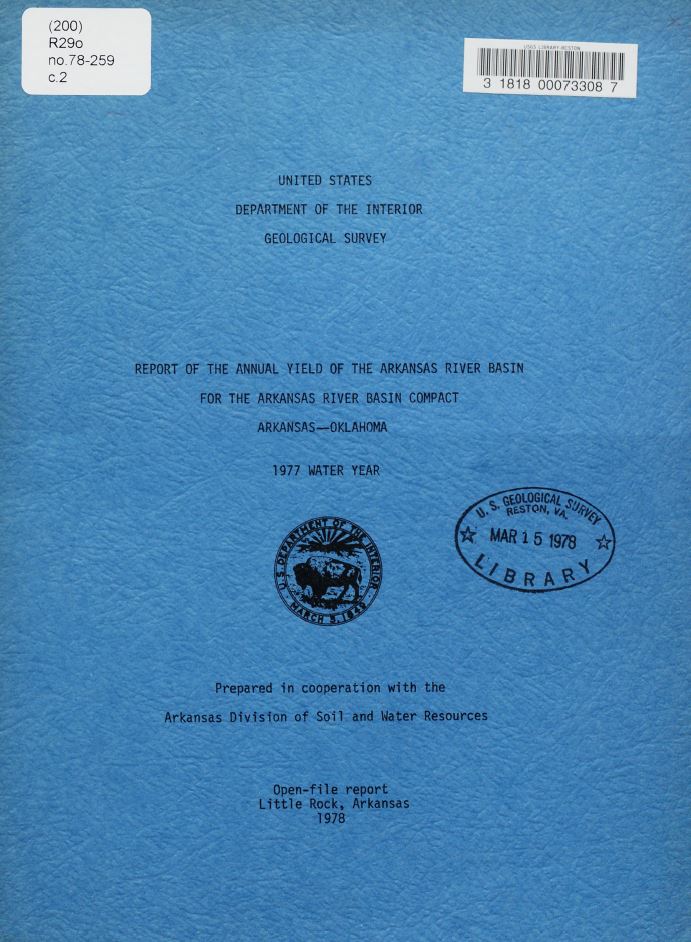 (200)
R29o
no.78-259
c.2
USGS LIBRARY-RESTON
3 1818 00073308 7
UNITED STATES
DEPARTMENT OF THE INTERIOR
GEOLOGICAL SURVEY
REPORT OF THE ANNUAL YIELD OF THE ARKANSAS RIVER BASIN
FOR THE ARKANSAS RIVER BASIN COMPACT
ARKANSAS—OKLAHOMA
1977 WATER YEAR
U.S. DEPARTMENT OF THE INTERIOR
MARCH 3, 1849
U. S. GEOLOGICAL SURVEY
RESTON, VA.
MAR 15 1978
LIBRARY
Prepared in cooperation with the
Arkansas Division of Soil and Water Resources
Open-file report
Little Rock, Arkansas
1978